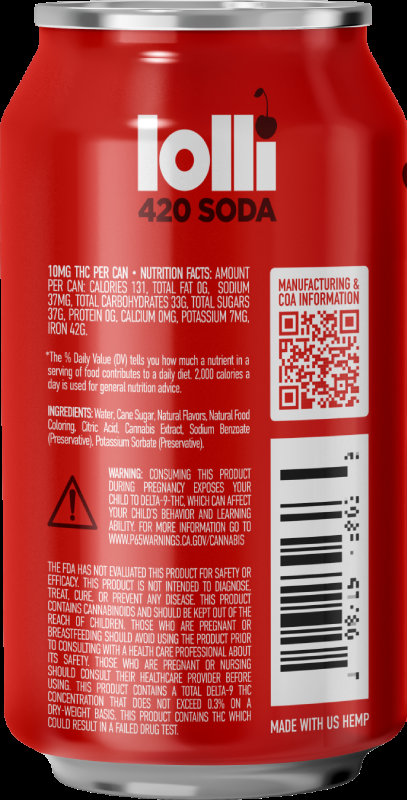 lolli
420 SODA
10MG THC PER CAN • NUTRITION FACTS: AMOUNT
PER CAN: CALORIES 131, TOTAL FAT 0G, SODIUM
37MG, TOTAL CARBOHYDRATES 33G, TOTAL SUGARS
37G, PROTEIN 0G, CALCIUM 0MG, POTASSIUM 7MG,
IRON 42G.
*The % Daily Value (DV) tells you how much a nutrient in a
serving of food contributes to a daily diet. 2,000 calories a
day is used for general nutrition advice.
INGREDIENTS: Water, Cane Sugar, Natural Flavors, Natural Food
Coloring, Citric Acid, Cannabis Extract, Sodium Benzoate
(Preservative), Potassium Sorbate (Preservative).
WARNING: CONSUMING THIS PRODUCT
DURING PREGNANCY EXPOSES YOUR
CHILD TO DELTA-9-THC, WHICH CAN AFFECT
YOUR CHILD'S BEHAVIOR AND LEARNING
ABILITY. FOR MORE INFORMATION GO TO
WWW.P65WARNINGS.CA.GOV/CANNABIS
THE FDA HAS NOT EVALUATED THIS PRODUCT FOR SAFETY OR
EFFICACY. THIS PRODUCT IS NOT INTENDED TO DIAGNOSE,
TREAT, CURE, OR PREVENT ANY DISEASE. THIS PRODUCT
CONTAINS CANNABINOIDS AND SHOULD BE KEPT OUT OF THE
REACH OF CHILDREN. THOSE WHO ARE PREGNANT OR
BREASTFEEDING SHOULD AVOID USING THE PRODUCT PRIOR
TO CONSULTING WITH A HEALTH CARE PROFESSIONAL ABOUT
ITS SAFETY. THOSE WHO ARE PREGNANT OR NURSING
SHOULD CONSULT THEIR HEALTHCARE PROVIDER BEFORE
USING. THIS PRODUCT CONTAINS A TOTAL DELTA-9 THC
CONCENTRATION THAT DOES NOT EXCEED 0.3% ON A
DRY-WEIGHT BASIS. THIS PRODUCT CONTAINS THC WHICH
COULD RESULT IN A FAILED DRUG TEST.
MANUFACTURING &
COA INFORMATION
MADE WITH US HEMP